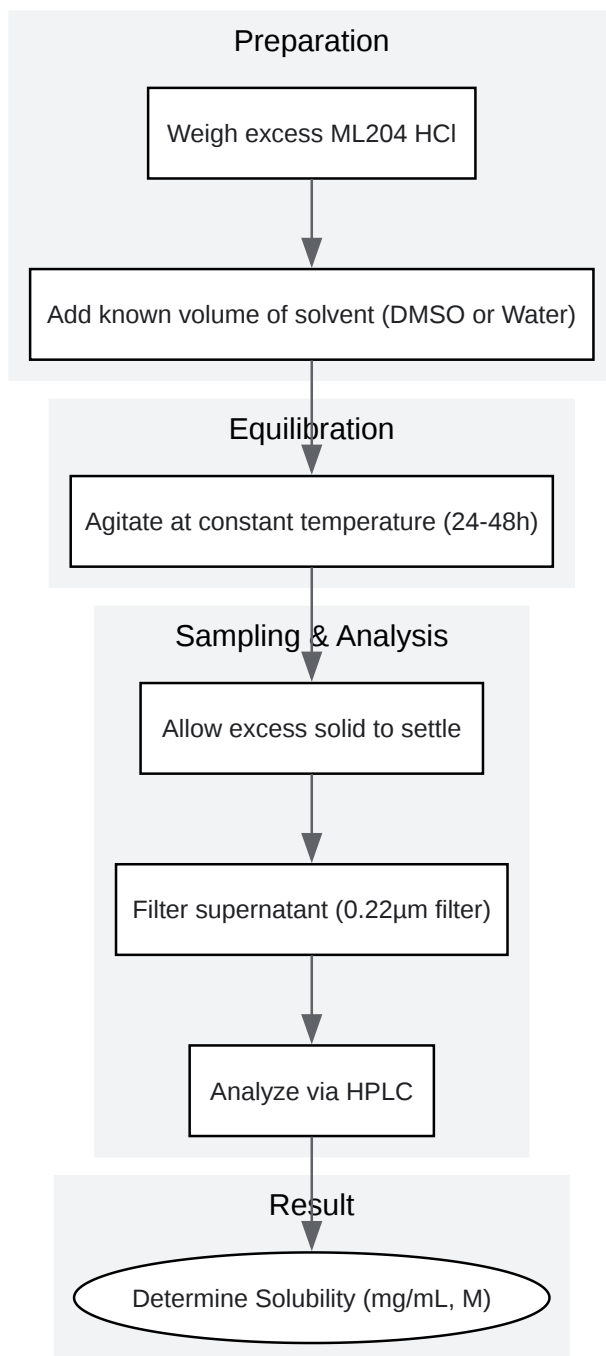 Preparation
Weigh excess ML204 HCl
Add known volume of solvent (DMSO or Water)
Equilibration
Agitate at constant temperature (24-48h)
Sampling & Analysis
Allow excess solid to settle
Filter supernatant (0.22µm filter)
Analyze via HPLC
Result
Determine Solubility (mg/mL, M)